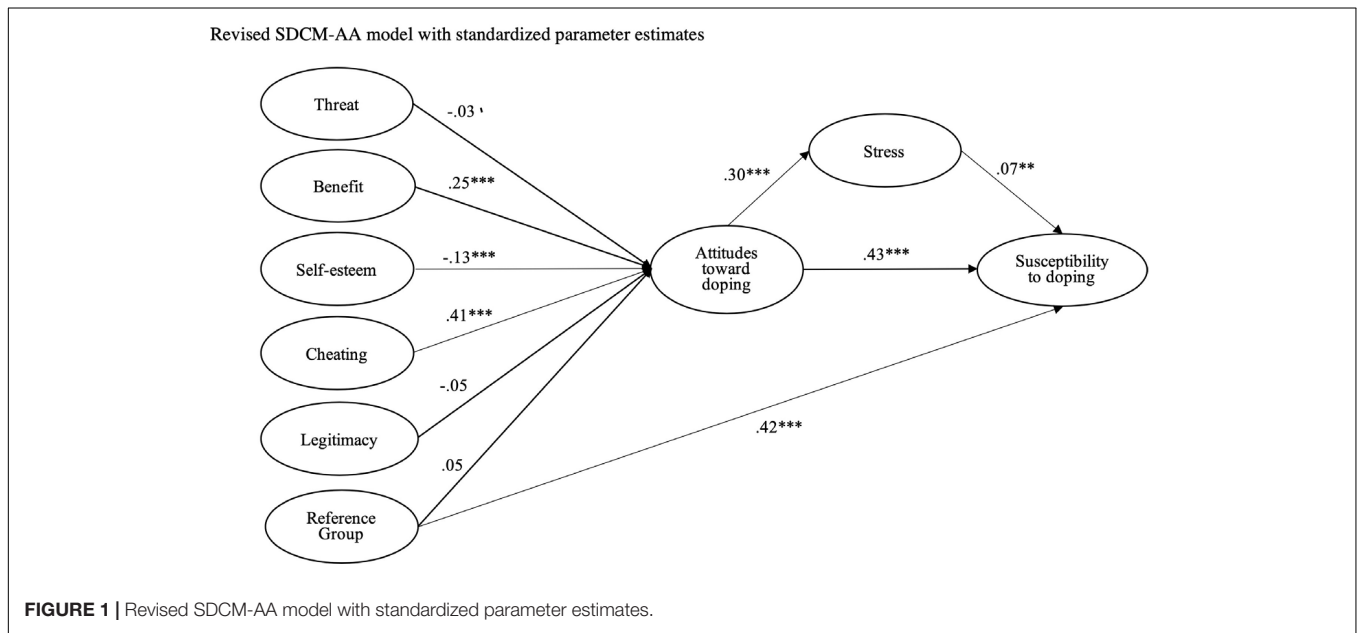 Revised SDCM-AA model with standardized parameter estimates
Threat
-.03
Benefit
.25***
Self-esteem
-.13***
Cheating
.41***
Legitimacy
-.05
Reference
Group
.05
Attitudes
toward
doping
.30***
Stress
.07**
.43***
Susceptibility
to doping
.42***
FIGURE 1 | Revised SDCM-AA model with standardized parameter estimates.